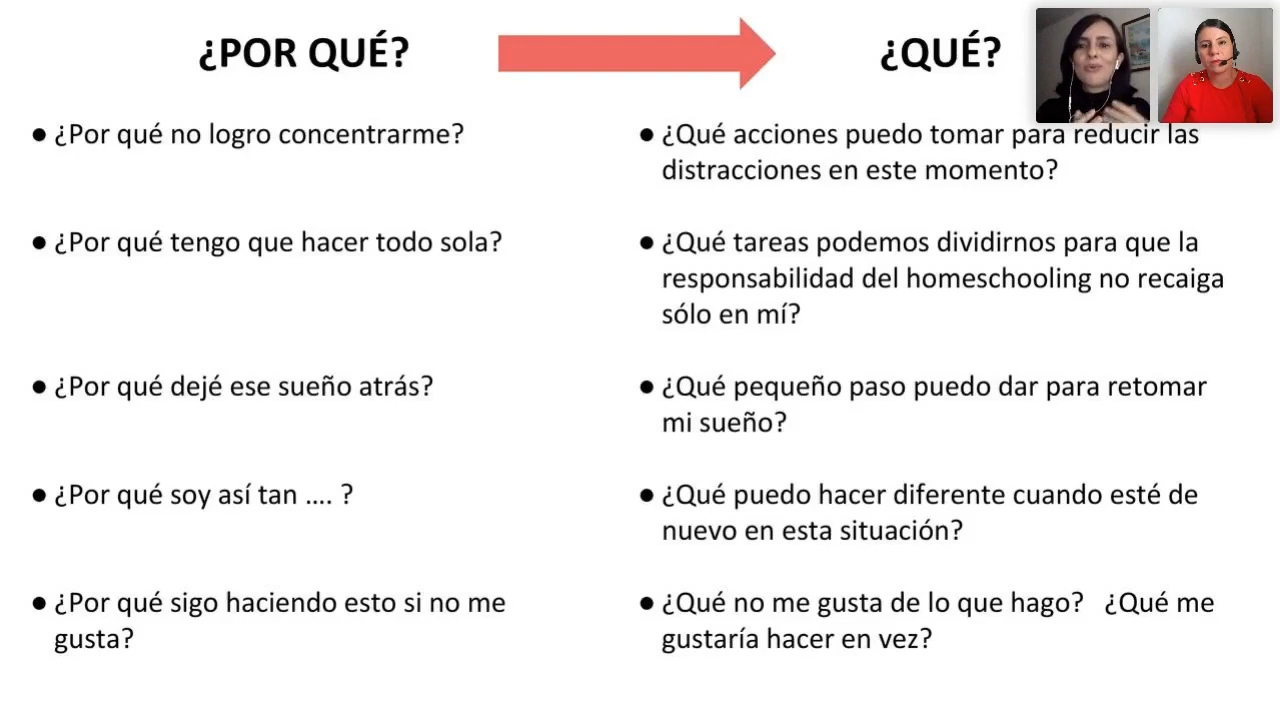 ¿POR QUÉ?
¿QUÉ?
● ¿Por qué no logro concentrarme?
● ¿Qué acciones puedo tomar para reducir las
distracciones en este momento?
● ¿Por qué tengo que hacer todo sola?
● ¿Qué tareas podemos dividirnos para que la
responsabilidad del homeschooling no recaiga
sólo en mí?
● ¿Por qué dejé ese sueño atrás?
● ¿Qué pequeño paso puedo dar para retomar
mi sueño?
● ¿Por qué soy así tan .... ?
● ¿Qué puedo hacer diferente cuando esté de
nuevo en esta situación?
● ¿Por qué sigo haciendo esto si no me
gusta?
● ¿Qué no me gusta de lo que hago?   ¿Qué me
gustaría hacer en vez?